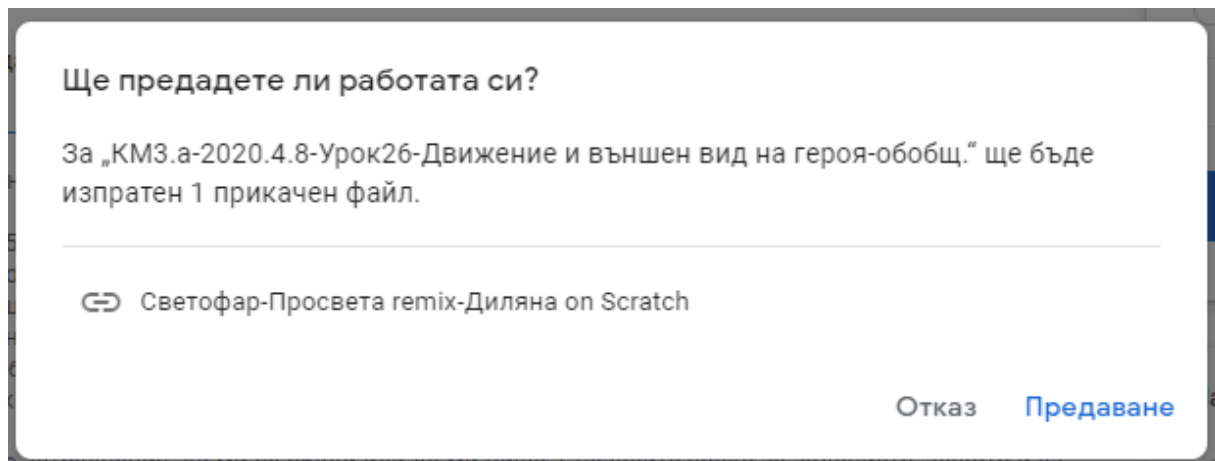 Ще предадете ли работата си?
За „КМ3.а-2020.4.8-Урок26-Движение и външен вид на героя-обобщ.“ ще бъде
изпратен 1 прикачен файл.
Светофар-Просвета remix-Диляна on Scratch
Отказ Предаване